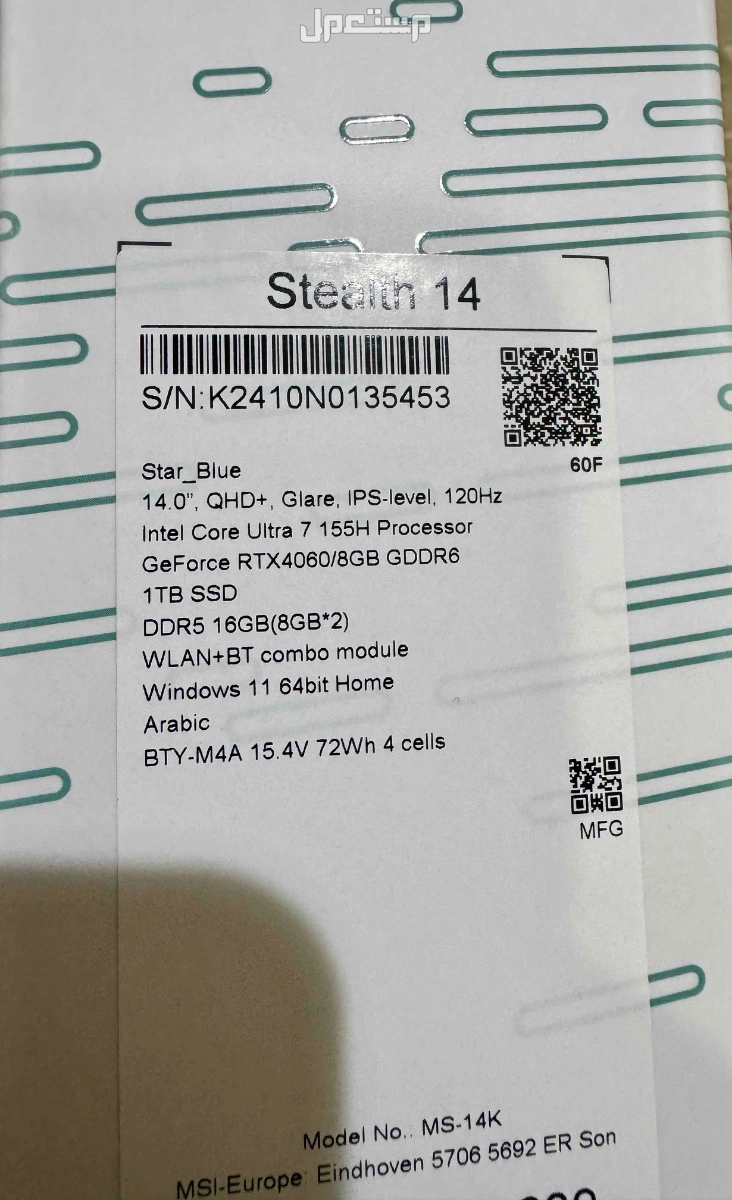 مستعمل
Stealth 14
S/N:K2410N0135453
60F
Star_Blue
14.0", QHD+, Glare, IPS-level, 120Hz
Intel Core Ultra 7 155H Processor
GeForce RTX4060/8GB GDDR6
1TB SSD
DDR5 16GB(8GB*2)
WLAN+BT combo module
Windows 11 64bit Home
Arabic
BTY-M4A 15.4V 72Wh 4 cells
MFG
Model No.: MS-14K
MSI-Europe: Eindhoven 5706 5692 ER Son